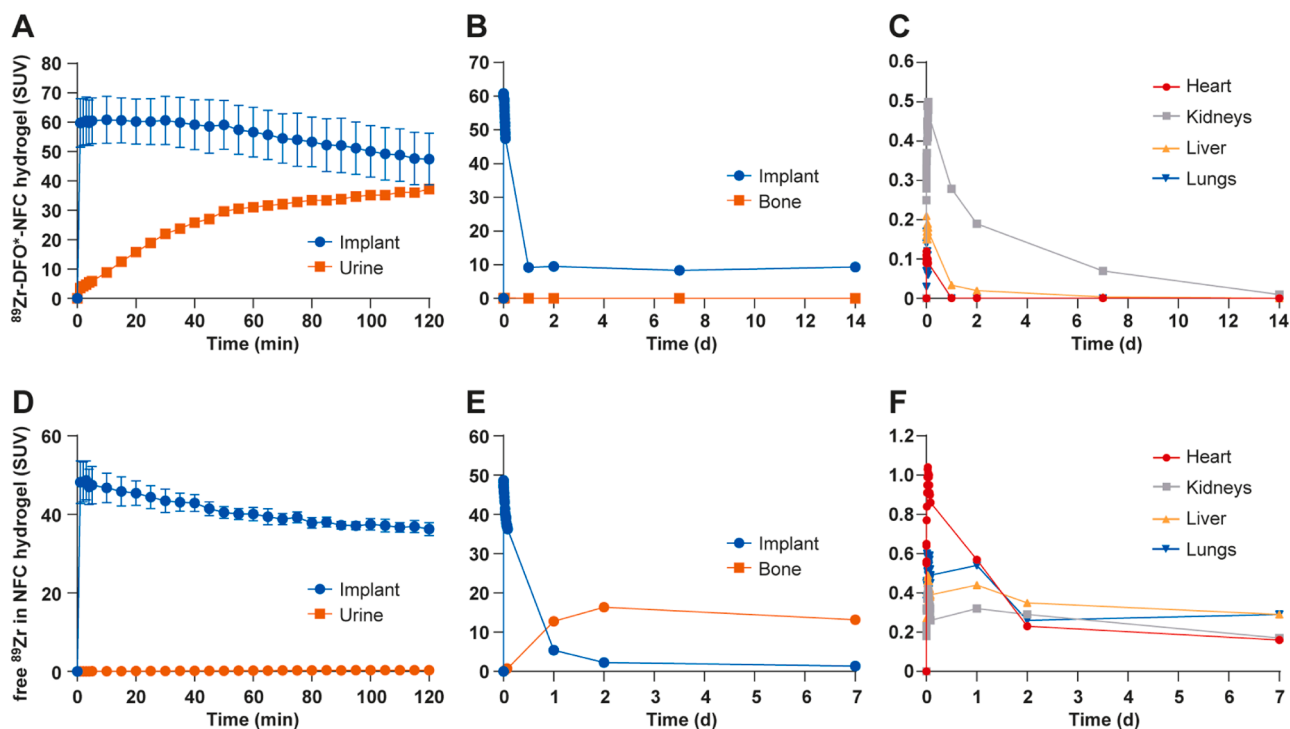 A
⁸⁹Zr-DFO*-NFC hydrogel (SUV)
80
70
60
50
40
30
20
10
0
Implant
Urine
0 20 40 60 80 100 120
Time (min)
B
70
60
50
40
30
20
10
0
Implant
Bone
0 2 4 6 8 10 12 14
Time (d)
C
0.6
0.5
0.4
0.3
0.2
0.1
0
Heart
Kidneys
Liver
Lungs
0 2 4 6 8 10 12 14
Time (d)
D
free ⁸⁹Zr in NFC hydrogel (SUV)
60
40
20
0
Implant
Urine
0 20 40 60 80 100 120
Time (min)
E
60
50
40
30
20
10
0
Implant
Bone
0 1 2 3 4 5 6 7
Time (d)
F
1.2
1.0
0.8
0.6
0.4
0.2
0
Heart
Kidneys
Liver
Lungs
0 1 2 3 4 5 6 7
Time (d)